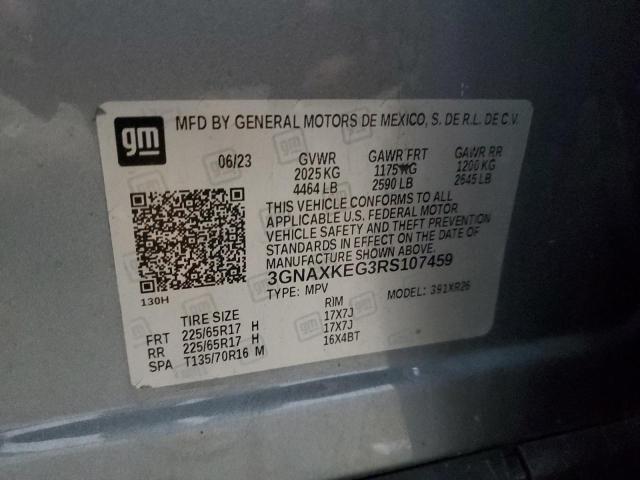 gm
MFD BY GENERAL MOTORS DE MEXICO, S. DE R.L. DE C.V.
06/23 GVWR GAWR FRT GAWR RR
2025 KG 1175 KG 1200 KG
4464 LB 2590 LB 2645 LB
THIS VEHICLE CONFORMS TO ALL
APPLICABLE U.S. FEDERAL MOTOR
VEHICLE SAFETY AND THEFT PREVENTION
STANDARDS IN EFFECT ON THE DATE OF
MANUFACTURE SHOWN ABOVE.
3GNAXKEG3RS107459
130H TYPE: MPV MODEL: 391XR26
TIRE SIZE RIM
FRT 225/65R17 H 17X7J
RR 225/65R17 H 17X7J
SPA T135/70R16 M 16X4BT